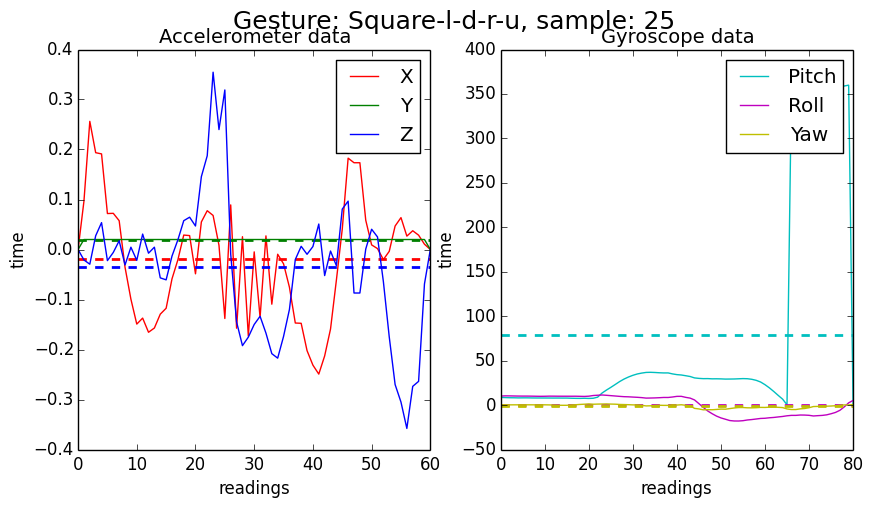 Gesture: Square-l-d-r-u, sample: 25
Accelerometer data
0.4
0.3
0.2
0.1
0.0
−0.1
−0.2
−0.3
−0.4
time
X
Y
Z
0 10 20 30 40 50 60
readings
Gyroscope data
400
350
300
250
200
150
100
50
0
−50
time
Pitch
Roll
Yaw
0 10 20 30 40 50 60 70 80
readings